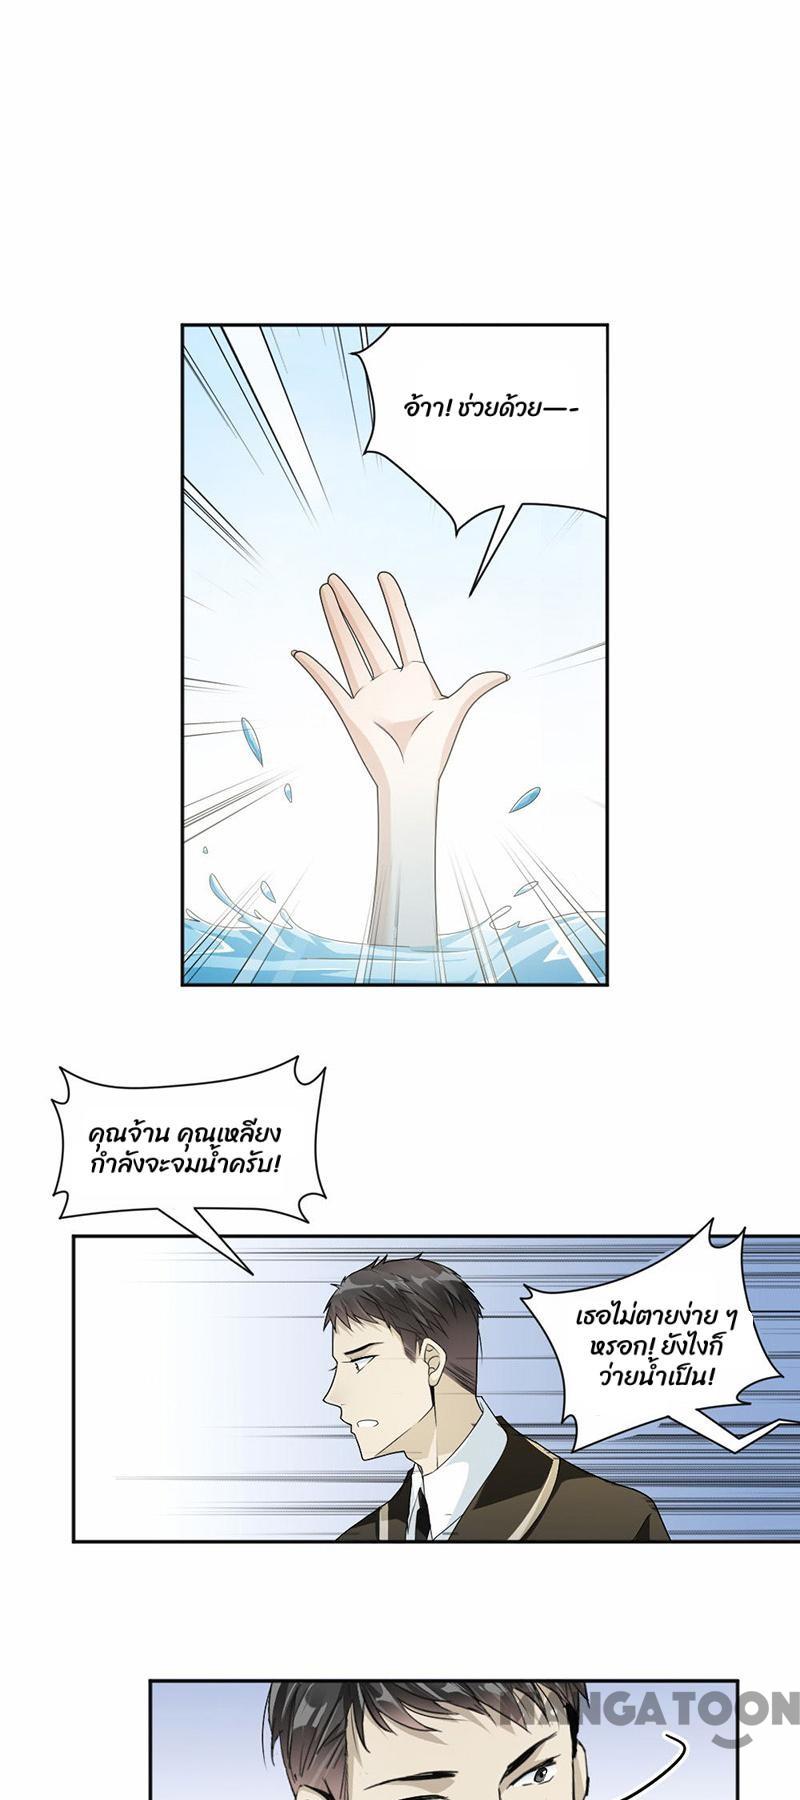 อ้าา! ช่วยด้วย—-
คุณจ้าน คุณเหลียง
กำลังจะจมน้ำครับ!
เธอไม่ตายง่าย ๆ
หรอก! ยังไงก็
ว่ายน้ำเป็น!
MANGATOON